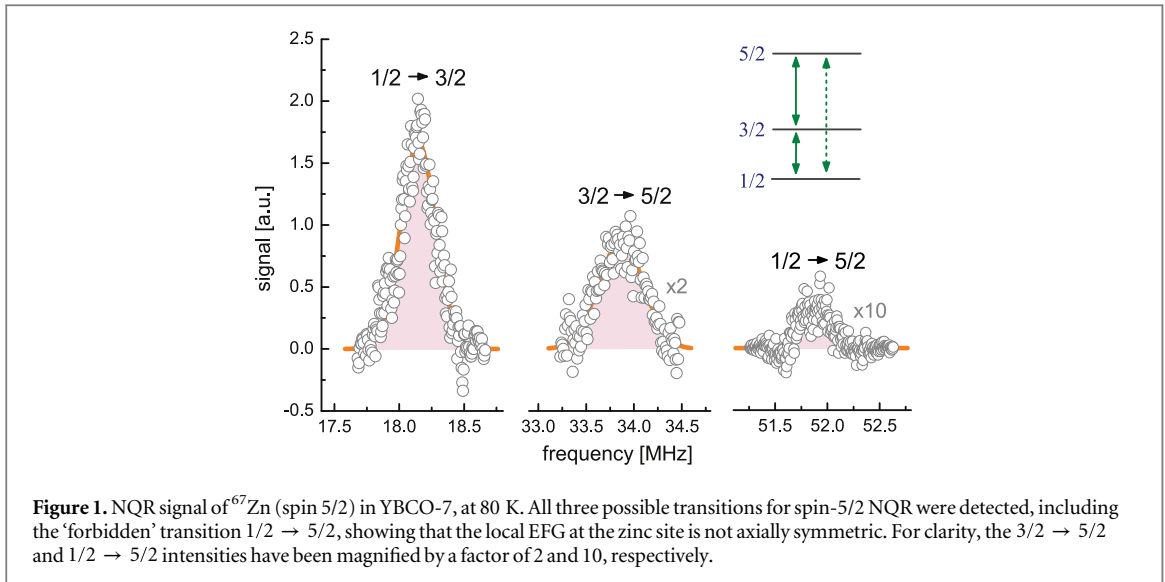 2.5
2.0
1.5
1.0
0.5
0.0
-0.5
signal [a.u.]
1/2 → 3/2
3/2 → 5/2
x2
1/2 → 5/2
x10
5/2
3/2
1/2
17.5 18.0 18.5 33.0 33.5 34.0 34.5 51.5 52.0 52.5
frequency [MHz]
Figure 1. NQR signal of ⁶⁷Zn (spin 5/2) in YBCO-7, at 80 K. All three possible transitions for spin-5/2 NQR were detected, including
the ‘forbidden’ transition 1/2 → 5/2, showing that the local EFG at the zinc site is not axially symmetric. For clarity, the 3/2 → 5/2
and 1/2 → 5/2 intensities have been magnified by a factor of 2 and 10, respectively.